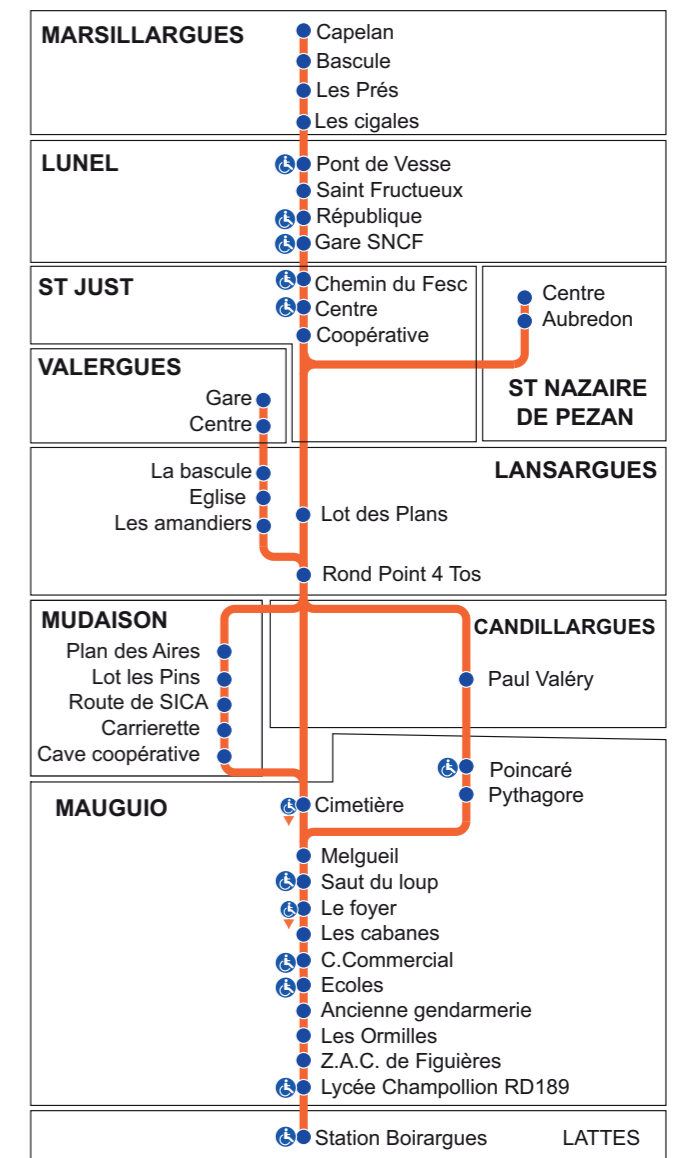 MARSILLARGUES
Capelan
Bascule
Les Prés
Les cigales
LUNEL
Pont de Vesse
Saint Fructueux
République
Gare SNCF
ST JUST
Chemin du Fesc
Centre
Coopérative
Centre
Aubredon
ST NAZAIRE
DE PEZAN
VALERGUES
Gare
Centre
LANSARGUES
La bascule
Eglise
Les amandiers
Lot des Plans
Rond Point 4 Tos
MUDAISON
Plan des Aires
Lot les Pins
Route de SICA
Carrierette
Cave coopérative
CANDILLARGUES
Paul Valéry
MAUGUIO
Poincaré
Pythagore
Cimetière
Melgueil
Saut du loup
Le foyer
Les cabanes
C.Commercial
Ecoles
Ancienne gendarmerie
Les Ormilles
Z.A.C. de Figuières
Lycée Champollion RD189
Station Boirargues
LATTES